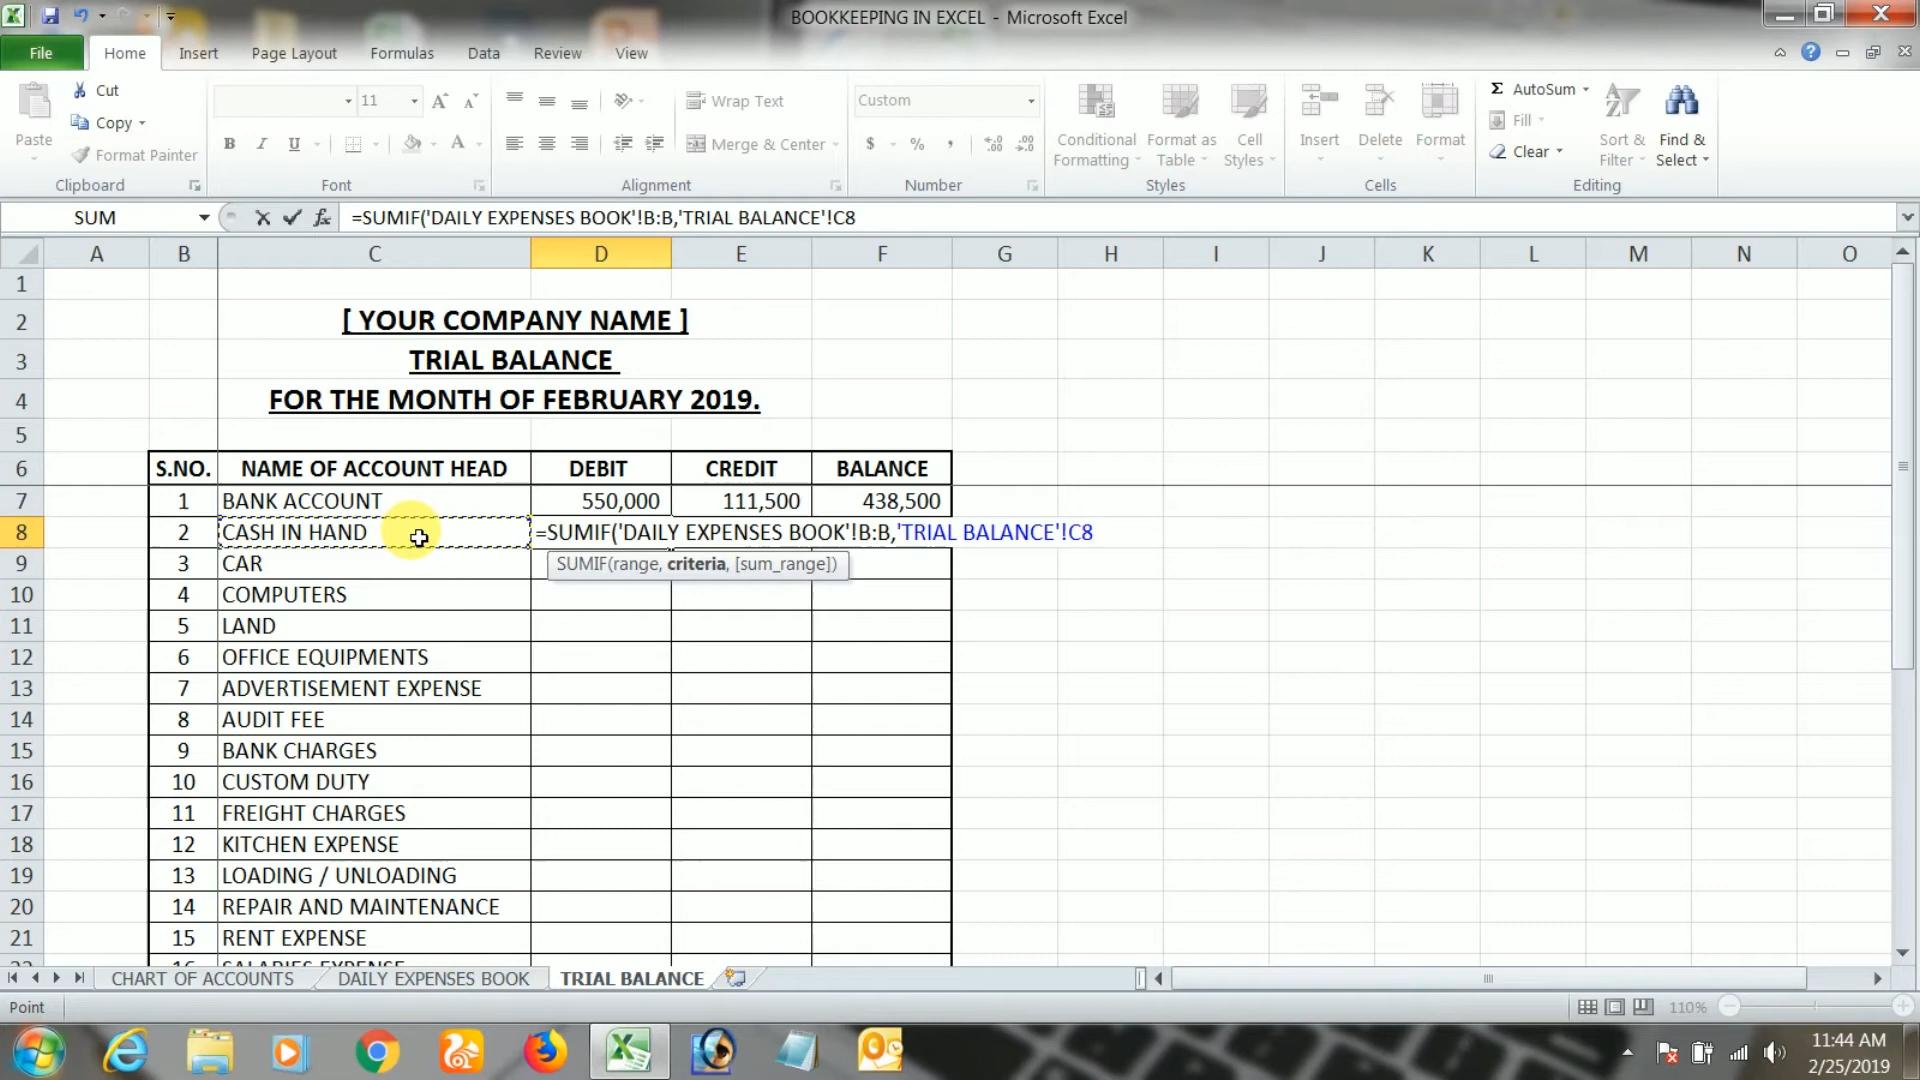 BOOKKEEPING IN EXCEL - Microsoft Excel
File Home Insert Page Layout Formulas Data Review View
Paste Cut Copy Format Painter Clipboard
11 Font
Wrap Text Merge & Center Alignment
Custom $ % , Number
Conditional Formatting Format as Table Cell Styles Styles
Insert Delete Format Cells
Σ AutoSum Fill Clear Sort & Filter Find & Select Editing
SUM fx =SUMIF('DAILY EXPENSES BOOK'!B:B,'TRIAL BALANCE'!C8
A B C D E F G H I J K L M N O
1
2 [ YOUR COMPANY NAME ]
3 TRIAL BALANCE
4 FOR THE MONTH OF FEBRUARY 2019.
5
6 S.NO. NAME OF ACCOUNT HEAD DEBIT CREDIT BALANCE
7 1 BANK ACCOUNT 550,000 111,500 438,500
8 2 CASH IN HAND =SUMIF('DAILY EXPENSES BOOK'!B:B,'TRIAL BALANCE'!C8
9 3 CAR SUMIF(range, criteria, [sum_range])
10 4 COMPUTERS
11 5 LAND
12 6 OFFICE EQUIPMENTS
13 7 ADVERTISEMENT EXPENSE
14 8 AUDIT FEE
15 9 BANK CHARGES
16 10 CUSTOM DUTY
17 11 FREIGHT CHARGES
18 12 KITCHEN EXPENSE
19 13 LOADING / UNLOADING
20 14 REPAIR AND MAINTENANCE
21 15 RENT EXPENSE
22 16 SALARIES EXPENSE
CHART OF ACCOUNTS DAILY EXPENSES BOOK TRIAL BALANCE
Point 110%
11:44 AM
2/25/2019